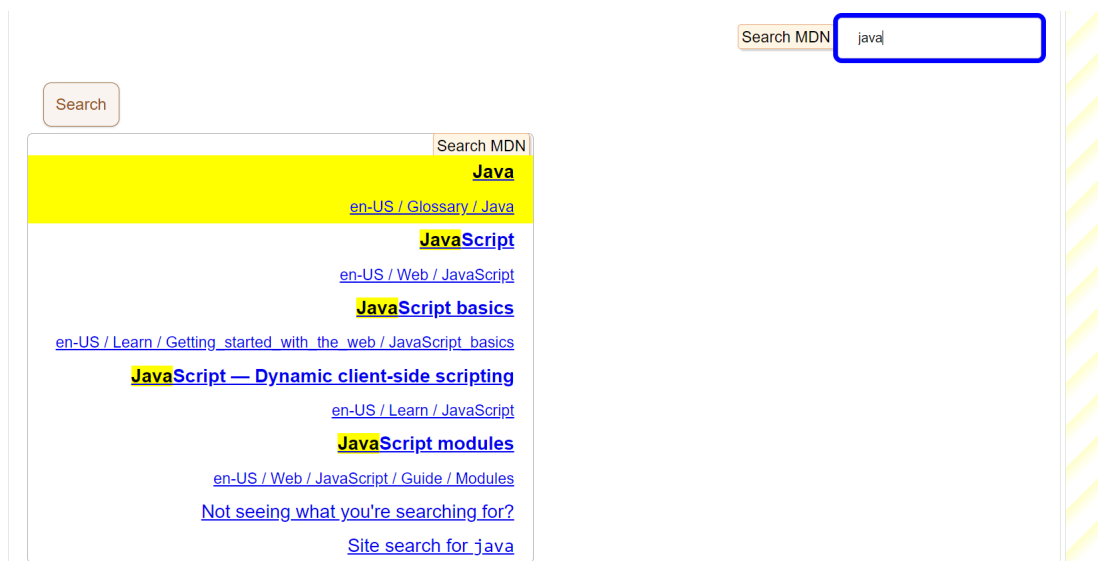 Search MDN java
Search
Search MDN
Java
en-US / Glossary / Java
JavaScript
en-US / Web / JavaScript
JavaScript basics
en-US / Learn / Getting_started_with_the_web / JavaScript_basics
JavaScript — Dynamic client-side scripting
en-US / Learn / JavaScript
JavaScript modules
en-US / Web / JavaScript / Guide / Modules
Not seeing what you're searching for?
Site search for java